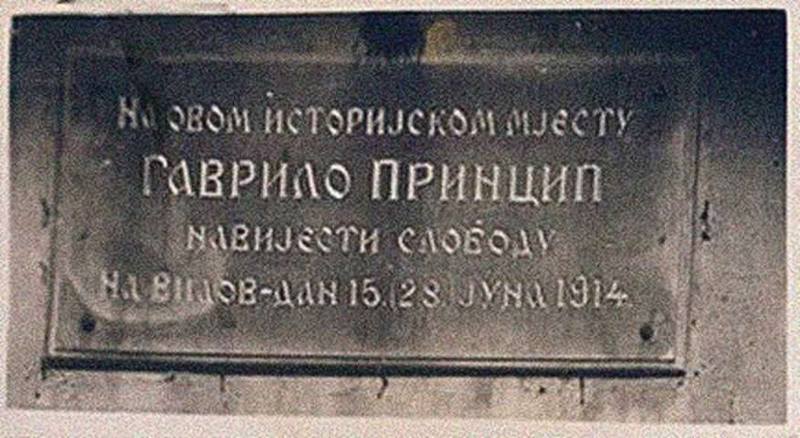 На овом историјском мјесту
Гаврило Принцип
навијести слободу
на Видов-дан 15. (28.) јуна 1914.